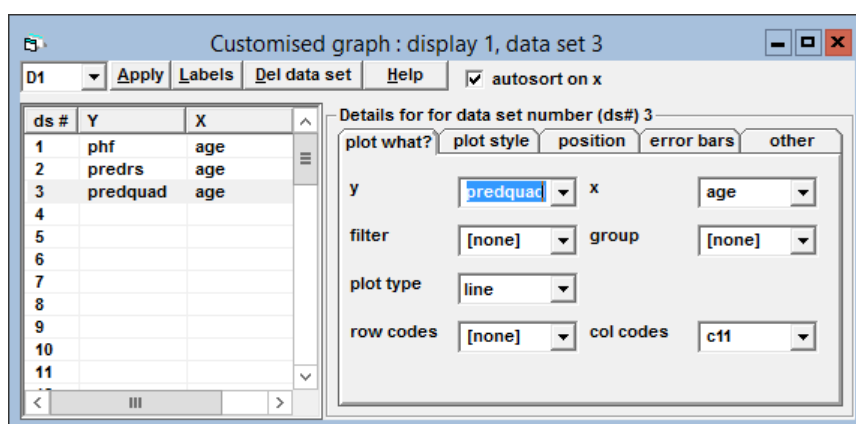 Customised graph : display 1, data set 3
D1 Apply Labels Del data set Help autosort on x
ds # Y X
1 phf age
2 predrs age
3 predquad age
4
5
6
7
8
9
10
11
Details for for data set number (ds#) 3
plot what? plot style position error bars other
y predquad x age
filter [none] group [none]
plot type line
row codes [none] col codes c11